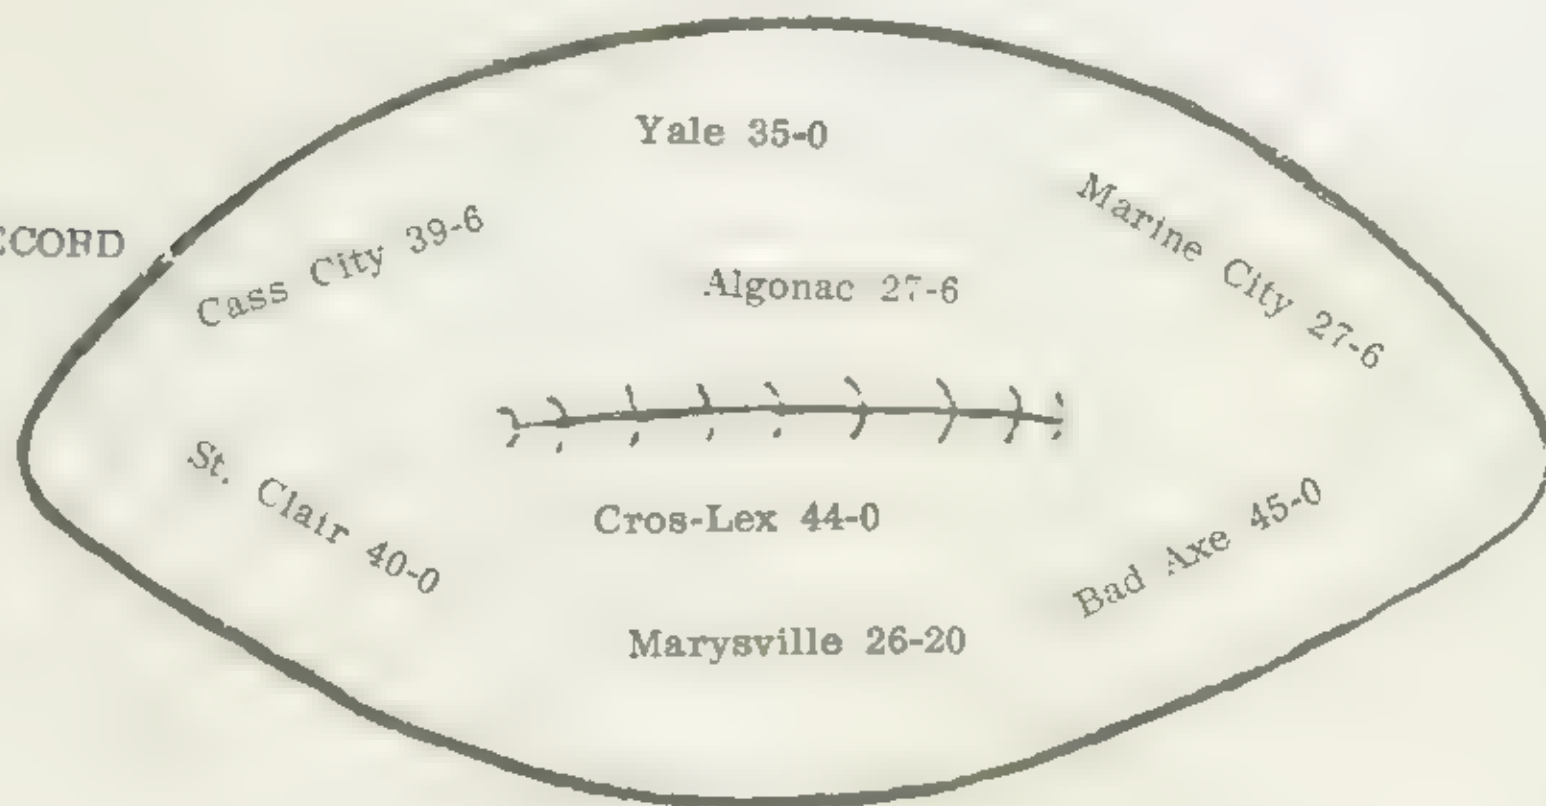 Yale 35-0
Marine City 27-6
ECORD
Cass City 39-6
Algonac 27-6
St. Clair 40-0
Cros-Lex 44-0
Bad Axe 45-0
Marysville 26-20